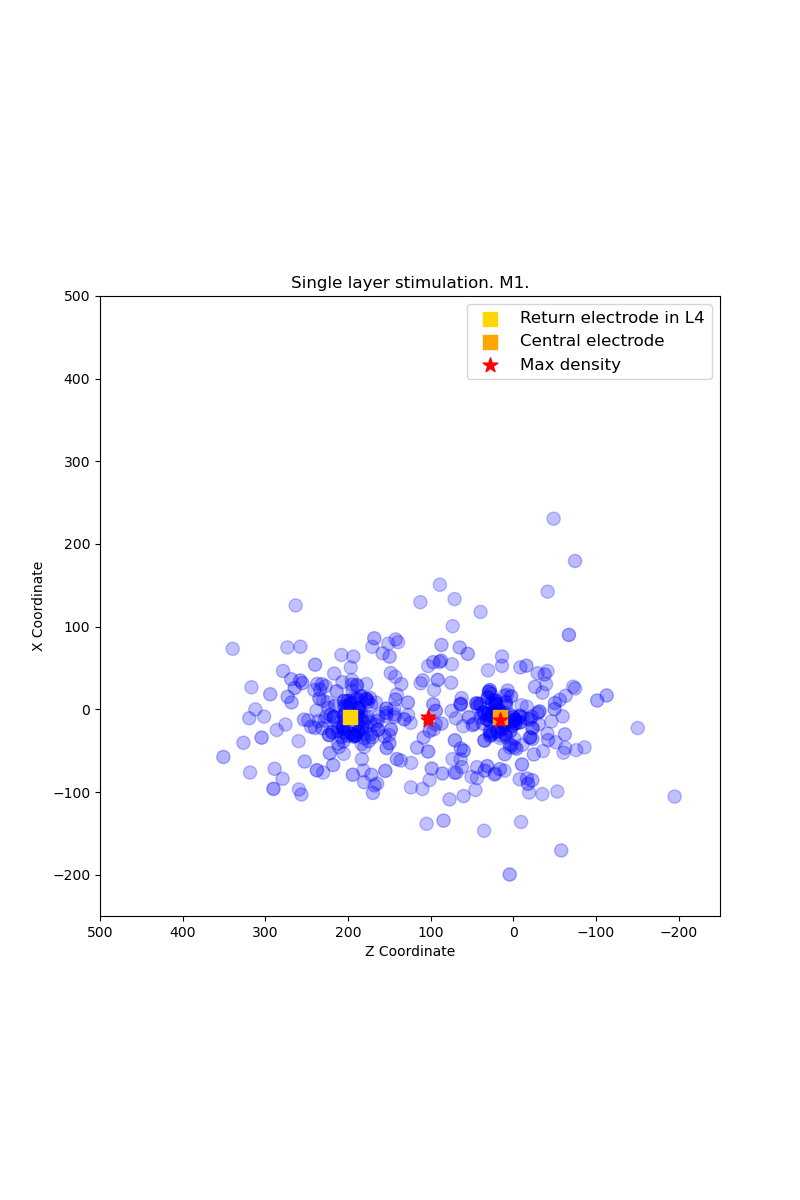 Single layer stimulation. M1.
Return electrode in L4
Central electrode
Max density
500
400
300
200
100
0
−100
−200
X Coordinate
500 400 300 200 100 0 −100 −200
Z Coordinate